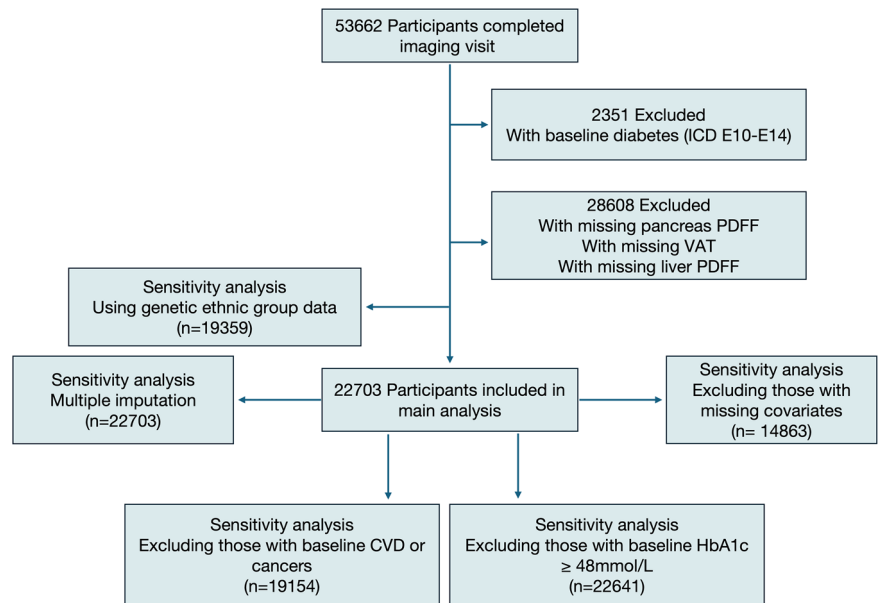 53662 Participants completed
imaging visit
2351 Excluded
With baseline diabetes (ICD E10-E14)
28608 Excluded
With missing pancreas PDFF
With missing VAT
With missing liver PDFF
Sensitivity analysis
Using genetic ethnic group data
(n=19359)
Sensitivity analysis
Multiple imputation
(n=22703)
22703 Participants included in
main analysis
Sensitivity analysis
Excluding those with
missing covariates
(n= 14863)
Sensitivity analysis
Excluding those with baseline CVD or
cancers
(n=19154)
Sensitivity analysis
Excluding those with baseline HbA1c
≥ 48mmol/L
(n=22641)